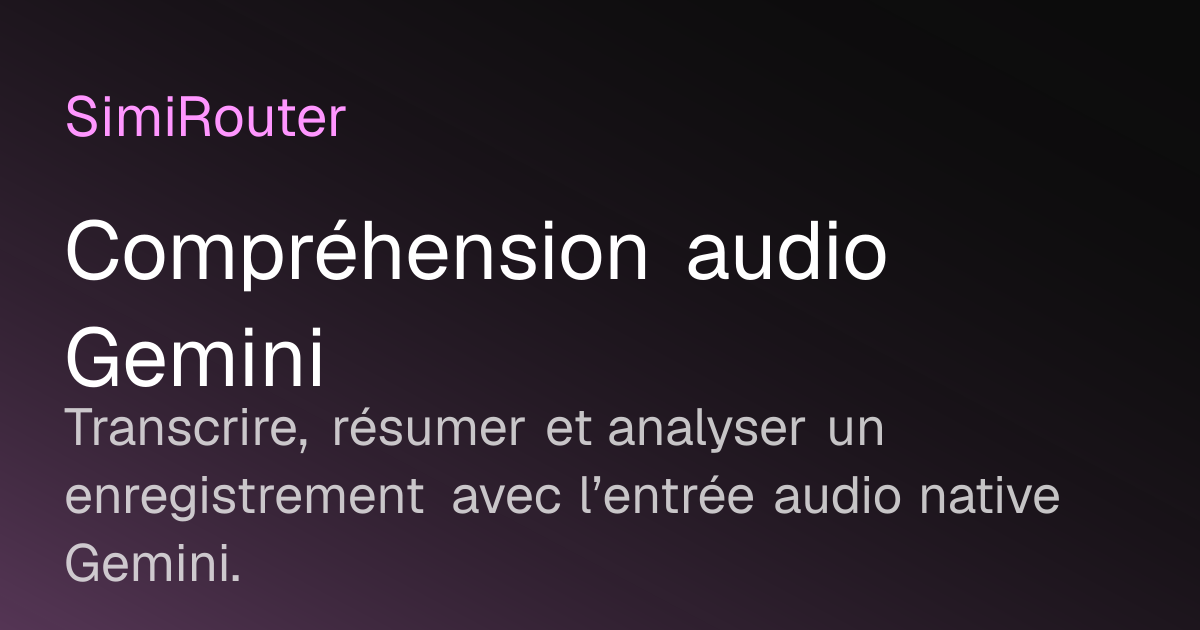 SimiRouter
Compréhension audio
Gemini
Transcrire, résumer et analyser un
enregistrement avec l’entrée audio native
Gemini.